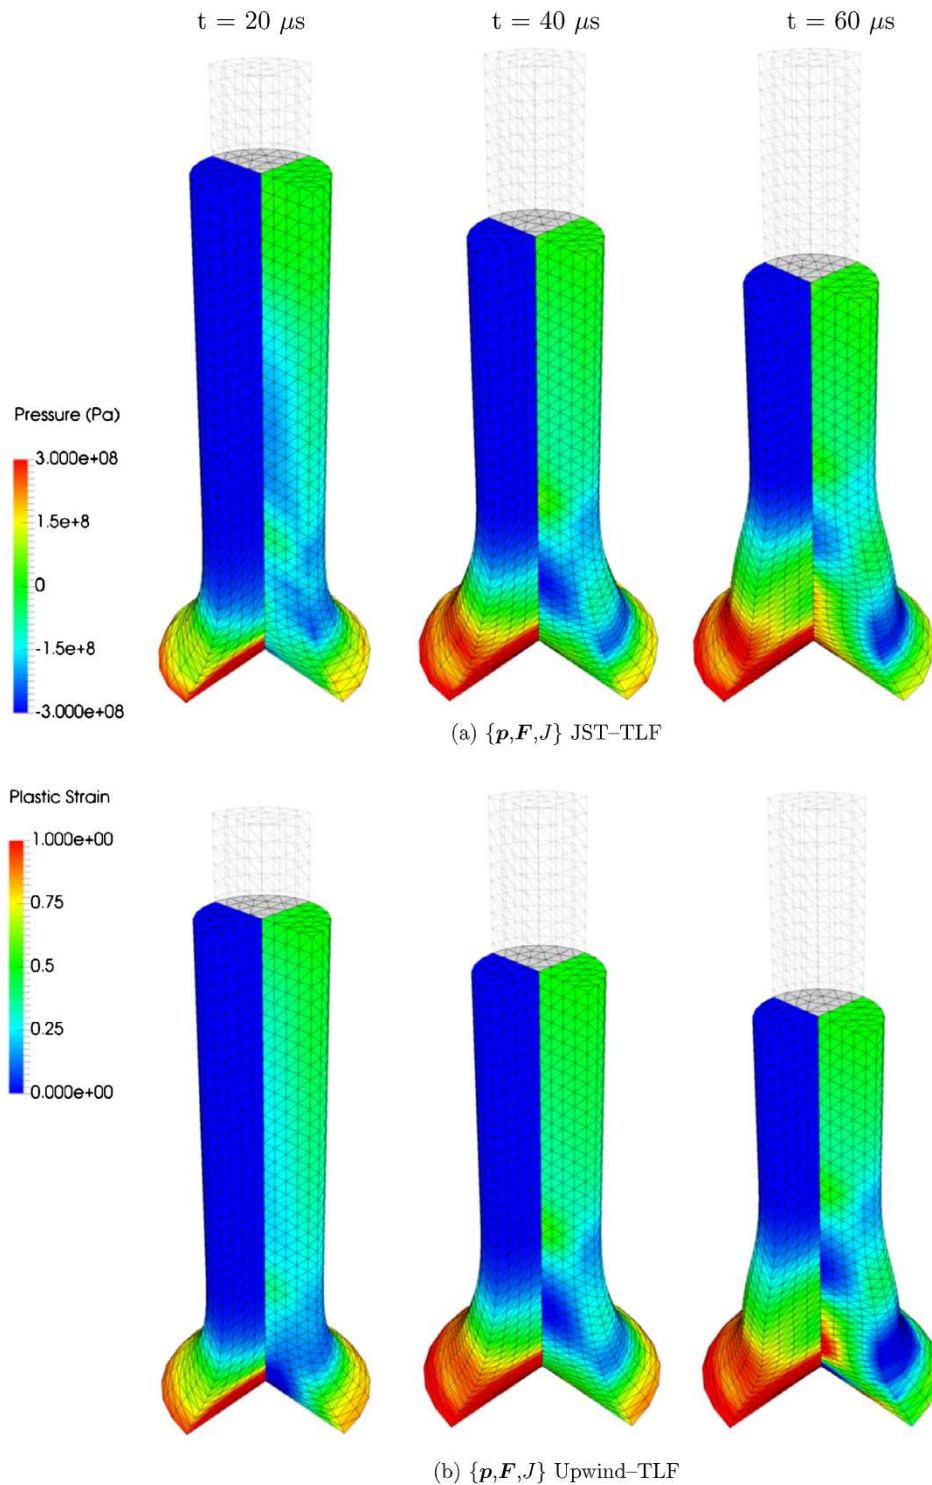 t = 20 μs
t = 40 μs
t = 60 μs
Pressure (Pa)
3.000e+08
1.5e+8
0
-1.5e+8
-3.000e+08
(a) {p,F,J} JST–TLF
Plastic Strain
1.000e+00
0.75
0.5
0.25
0.000e+00
(b) {p,F,J} Upwind–TLF